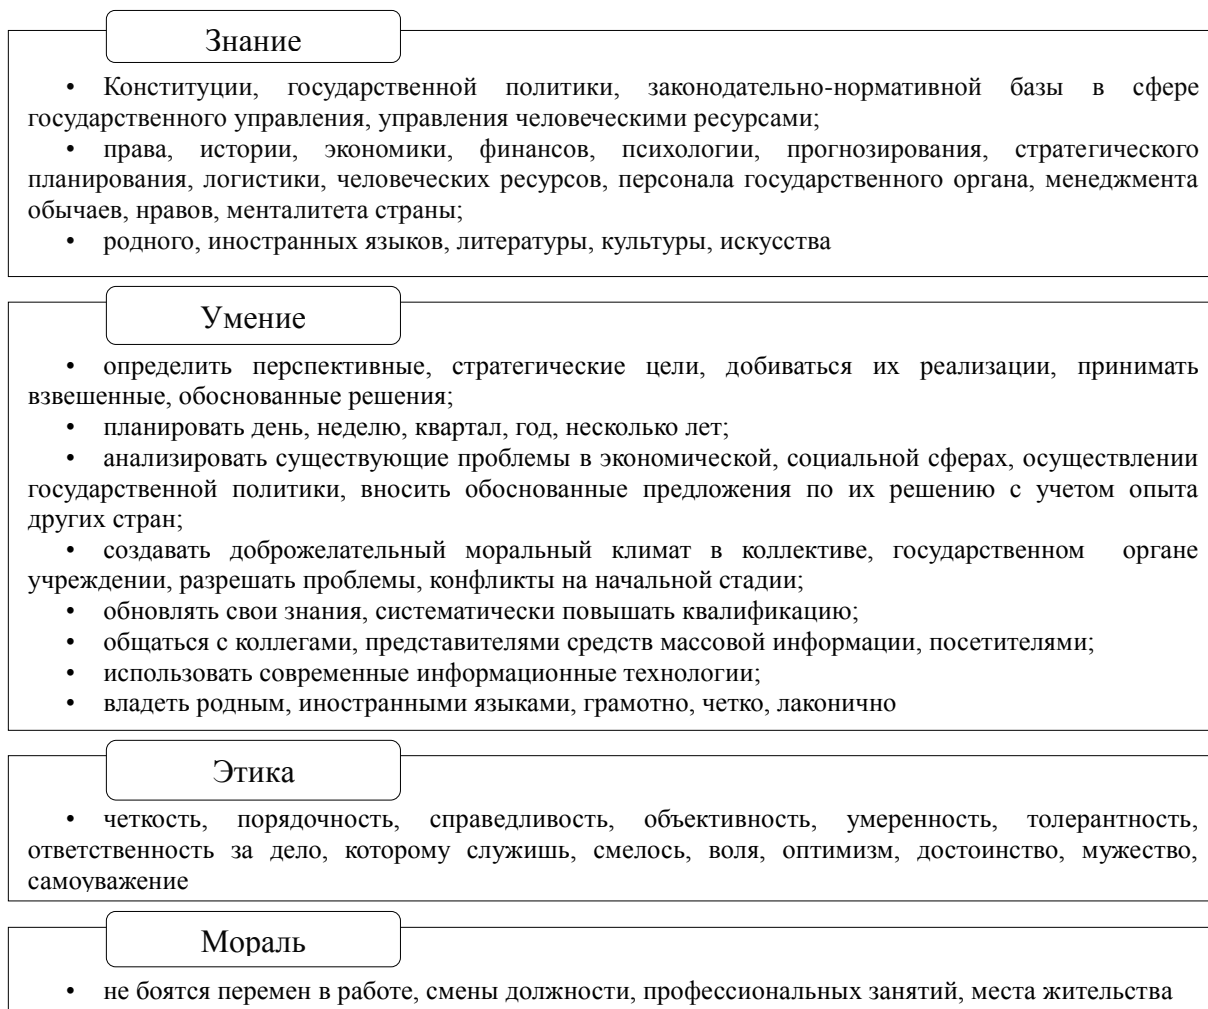 Знание
• Конституции, государственной политики, законодательно-нормативной базы в сфере
государственного управления, управления человеческими ресурсами;
• права, истории, экономики, финансов, психологии, прогнозирования, стратегического
планирования, логистики, человеческих ресурсов, персонала государственного органа, менеджмента
обычаев, нравов, менталитета страны;
• родного, иностранных языков, литературы, культуры, искусства
Умение
• определить перспективные, стратегические цели, добиваться их реализации, принимать
взвешенные, обоснованные решения;
• планировать день, неделю, квартал, год, несколько лет;
• анализировать существующие проблемы в экономической, социальной сферах, осуществлении
государственной политики, вносить обоснованные предложения по их решению с учетом опыта
других стран;
• создавать доброжелательный моральный климат в коллективе, государственном органе
учреждении, разрешать проблемы, конфликты на начальной стадии;
• обновлять свои знания, систематически повышать квалификацию;
• общаться с коллегами, представителями средств массовой информации, посетителями;
• использовать современные информационные технологии;
• владеть родным, иностранными языками, грамотно, четко, лаконично
Этика
• четкость, порядочность, справедливость, объективность, умеренность, толерантность,
ответственность за дело, которому служишь, смелось, воля, оптимизм, достоинство, мужество,
самоуважение
Мораль
• не боятся перемен в работе, смены должности, профессиональных занятий, места жительства